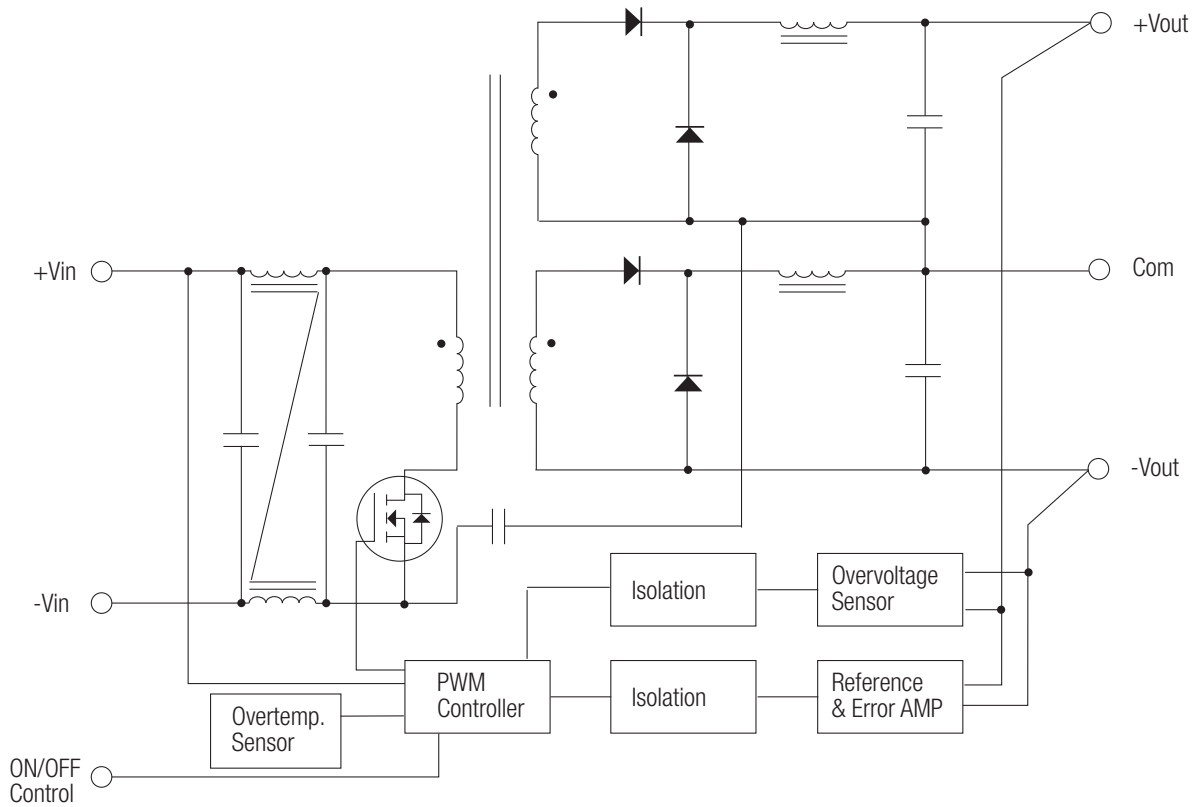 +Vout
+Vin
Com
-Vout
Isolation
Overvoltage
Sensor
-Vin
PWM
Controller
Isolation
Reference
& Error AMP
Overtemp.
Sensor
ON/OFF
Control